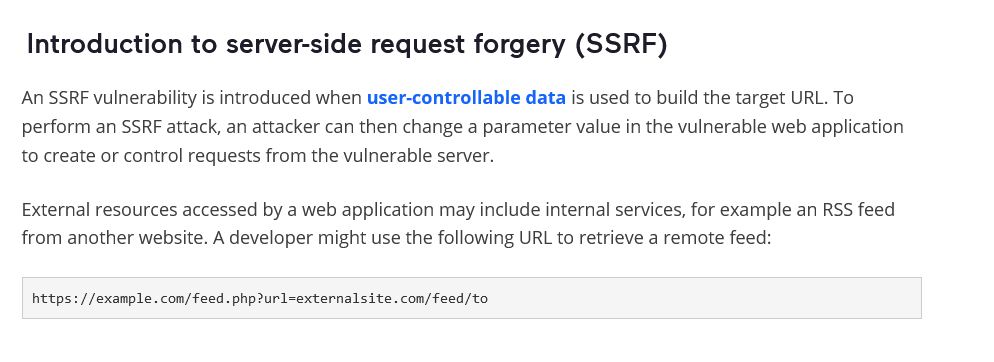 Introduction to server-side request forgery (SSRF)
An SSRF vulnerability is introduced when user-controllable data is used to build the target URL. To
perform an SSRF attack, an attacker can then change a parameter value in the vulnerable web application
to create or control requests from the vulnerable server.
External resources accessed by a web application may include internal services, for example an RSS feed
from another website. A developer might use the following URL to retrieve a remote feed:
https://example.com/feed.php?url=externalsite.com/feed/to